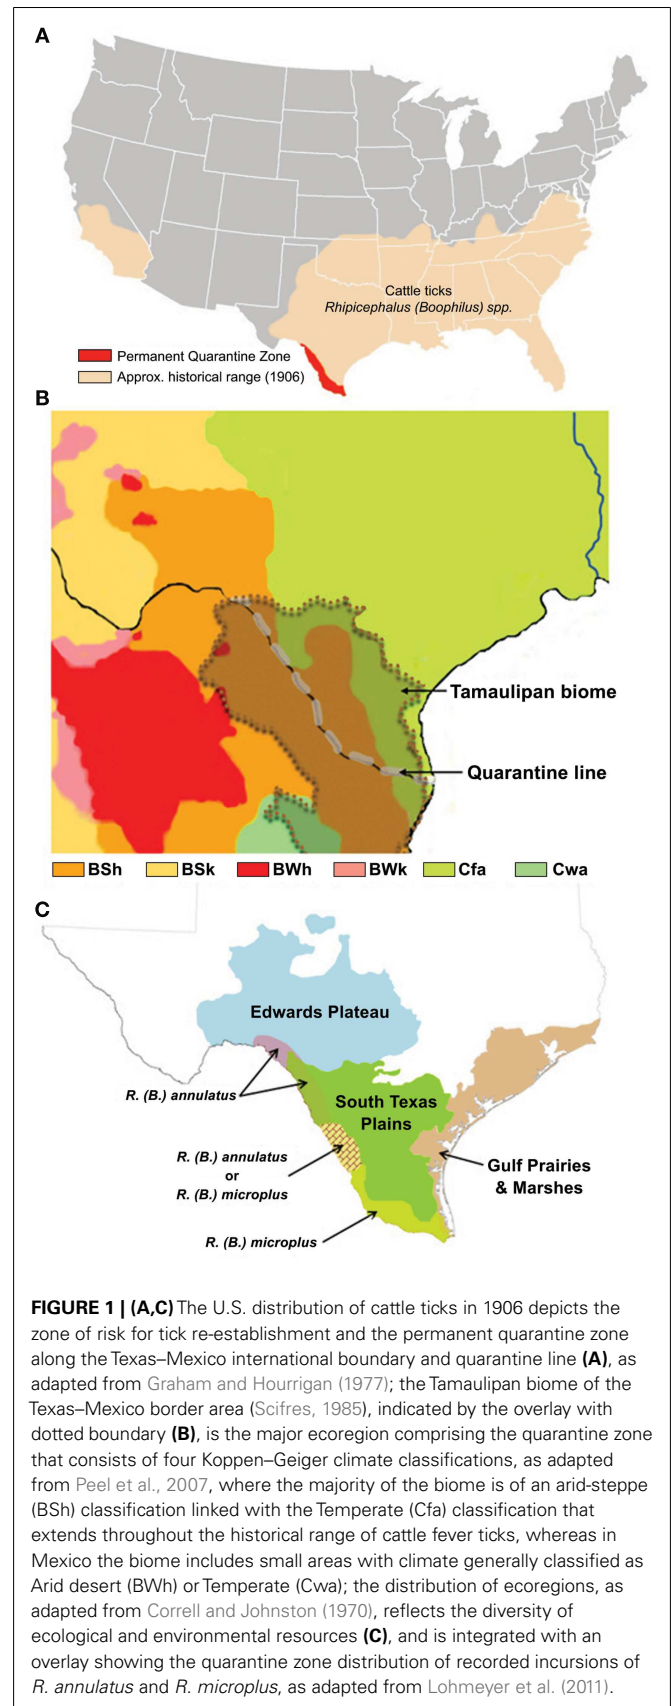 A
Cattle ticks
Rhipicephalus (Boophilus) spp.
Permanent Quarantine Zone
Approx. historical range (1906)
B
Tamaulipan biome
Quarantine line
BSh BSk BWh BWk Cfa Cwa
C
Edwards Plateau
R. (B.) annulatus
South Texas
Plains
R. (B.) annulatus
or
R. (B.) microplus
Gulf Prairies
& Marshes
R. (B.) microplus
FIGURE 1 | (A,C) The U.S. distribution of cattle ticks in 1906 depicts the
zone of risk for tick re-establishment and the permanent quarantine zone
along the Texas–Mexico international boundary and quarantine line (A), as
adapted from Graham and Hourrigan (1977); the Tamaulipan biome of the
Texas–Mexico border area (Scifres, 1985), indicated by the overlay with
dotted boundary (B), is the major ecoregion comprising the quarantine zone
that consists of four Koppen–Geiger climate classifications, as adapted
from Peel et al., 2007, where the majority of the biome is of an arid-steppe
(BSh) classification linked with the Temperate (Cfa) classification that
extends throughout the historical range of cattle fever ticks, whereas in
Mexico the biome includes small areas with climate generally classified as
Arid desert (BWh) or Temperate (Cwa); the distribution of ecoregions, as
adapted from Correll and Johnston (1970), reflects the diversity of
ecological and environmental resources (C), and is integrated with an
overlay showing the quarantine zone distribution of recorded incursions of
R. annulatus and R. microplus, as adapted from Lohmeyer et al. (2011).